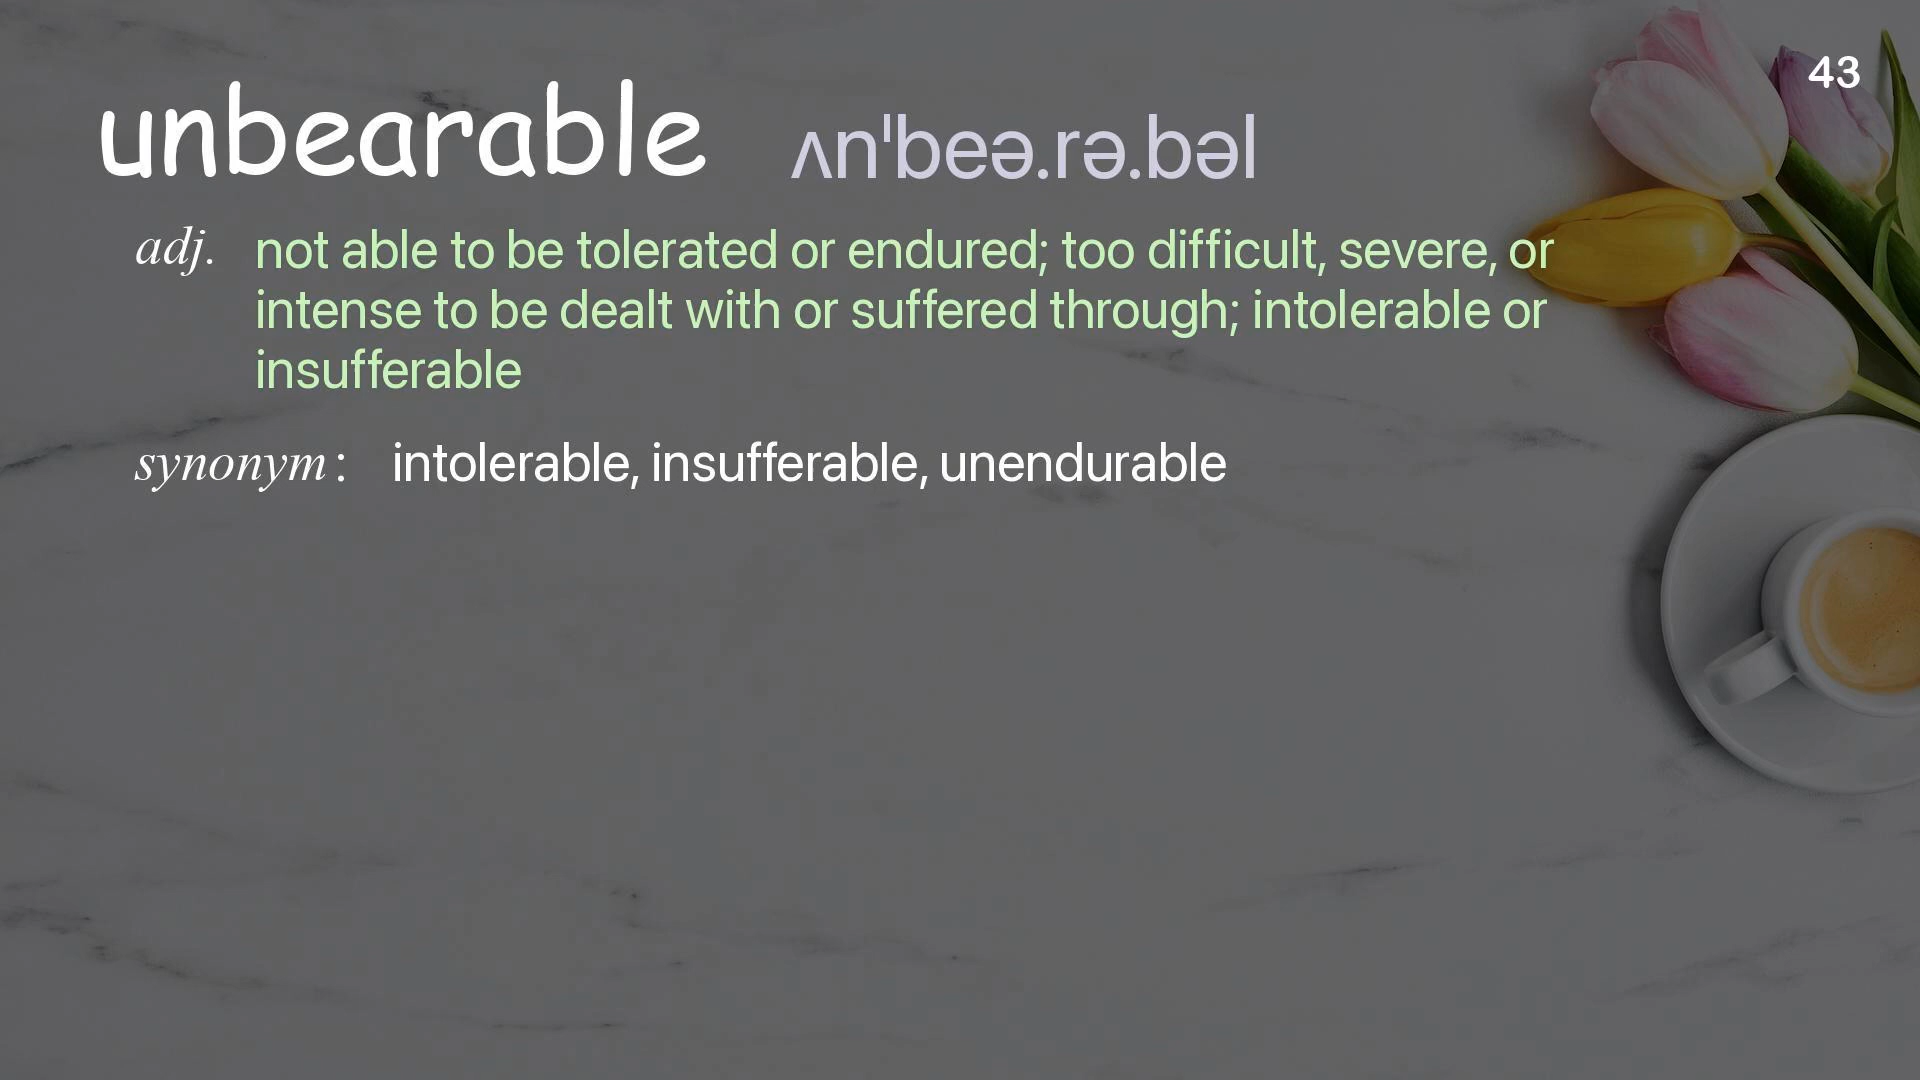 43
unbearable ʌnˈbeə.rə.bəl
adj. not able to be tolerated or endured; too difficult, severe, or
intense to be dealt with or suffered through; intolerable or
insufferable
synonym : intolerable, insufferable, unendurable